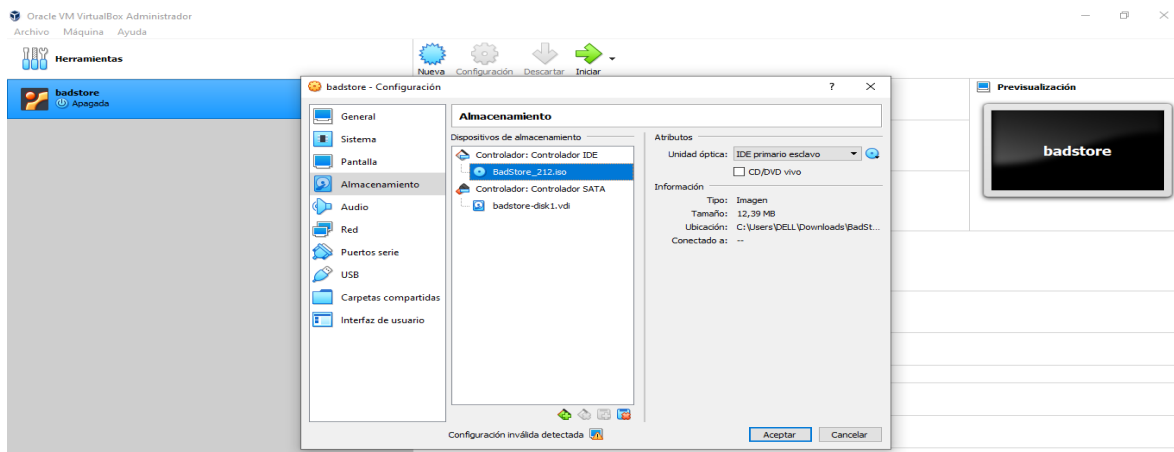 Oracle VM VirtualBox Administrador
Archivo Máquina Ayuda
Herramientas
Nueva Configuración Descartar Iniciar
badstore
Apagada
badstore - Configuración
?
General
Sistema
Pantalla
Almacenamiento
Audio
Red
Puertos serie
USB
Carpetas compartidas
Interfaz de usuario
Almacenamiento
Dispositivos de almacenamiento
Controlador: Controlador IDE
BadStore_212.iso
Controlador: Controlador SATA
badstore-disk1.vdi
Atributos
Unidad óptica: IDE primario esclavo
CD/DVD vivo
Información
Tipo: Imagen
Tamaño: 12,39 MB
Ubicación: C:\Users\DELL\Downloads\BadSt...
Conectado a: --
Configuración inválida detectada
Aceptar Cancelar
Previsualización
badstore